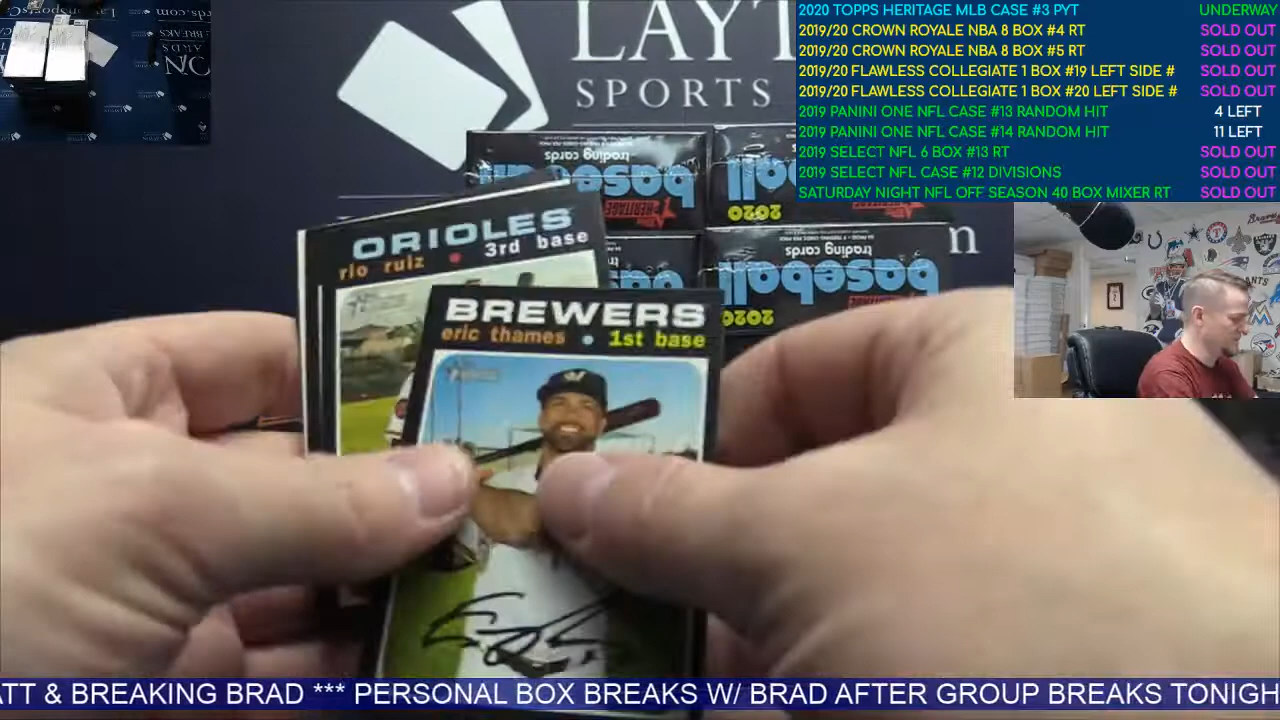 2020 TOPPS HERITAGE MLB CASE #3 PYT UNDERWAY
2019/20 CROWN ROYALE NBA 8 BOX #4 RT SOLD OUT
2019/20 CROWN ROYALE NBA 8 BOX #5 RT SOLD OUT
2019/20 FLAWLESS COLLEGIATE 1 BOX #19 LEFT SIDE # SOLD OUT
2019/20 FLAWLESS COLLEGIATE 1 BOX #20 LEFT SIDE # SOLD OUT
2019 PANINI ONE NFL CASE #13 RANDOM HIT 4 LEFT
2019 PANINI ONE NFL CASE #14 RANDOM HIT 11 LEFT
2019 SELECT NFL 6 BOX #13 RT SOLD OUT
2019 SELECT NFL CASE #12 DIVISIONS SOLD OUT
SATURDAY NIGHT NFL OFF SEASON 40 BOX MIXER RT SOLD OUT
LAYT
SPORTS
trading cards
baseball
2020
trading cards
baseball
2020
ORIOLES
rio ruiz • 3rd base
BREWERS
eric thames • 1st base
ATT & BREAKING BRAD *** PERSONAL BOX BREAKS W/ BRAD AFTER GROUP BREAKS TONIGH